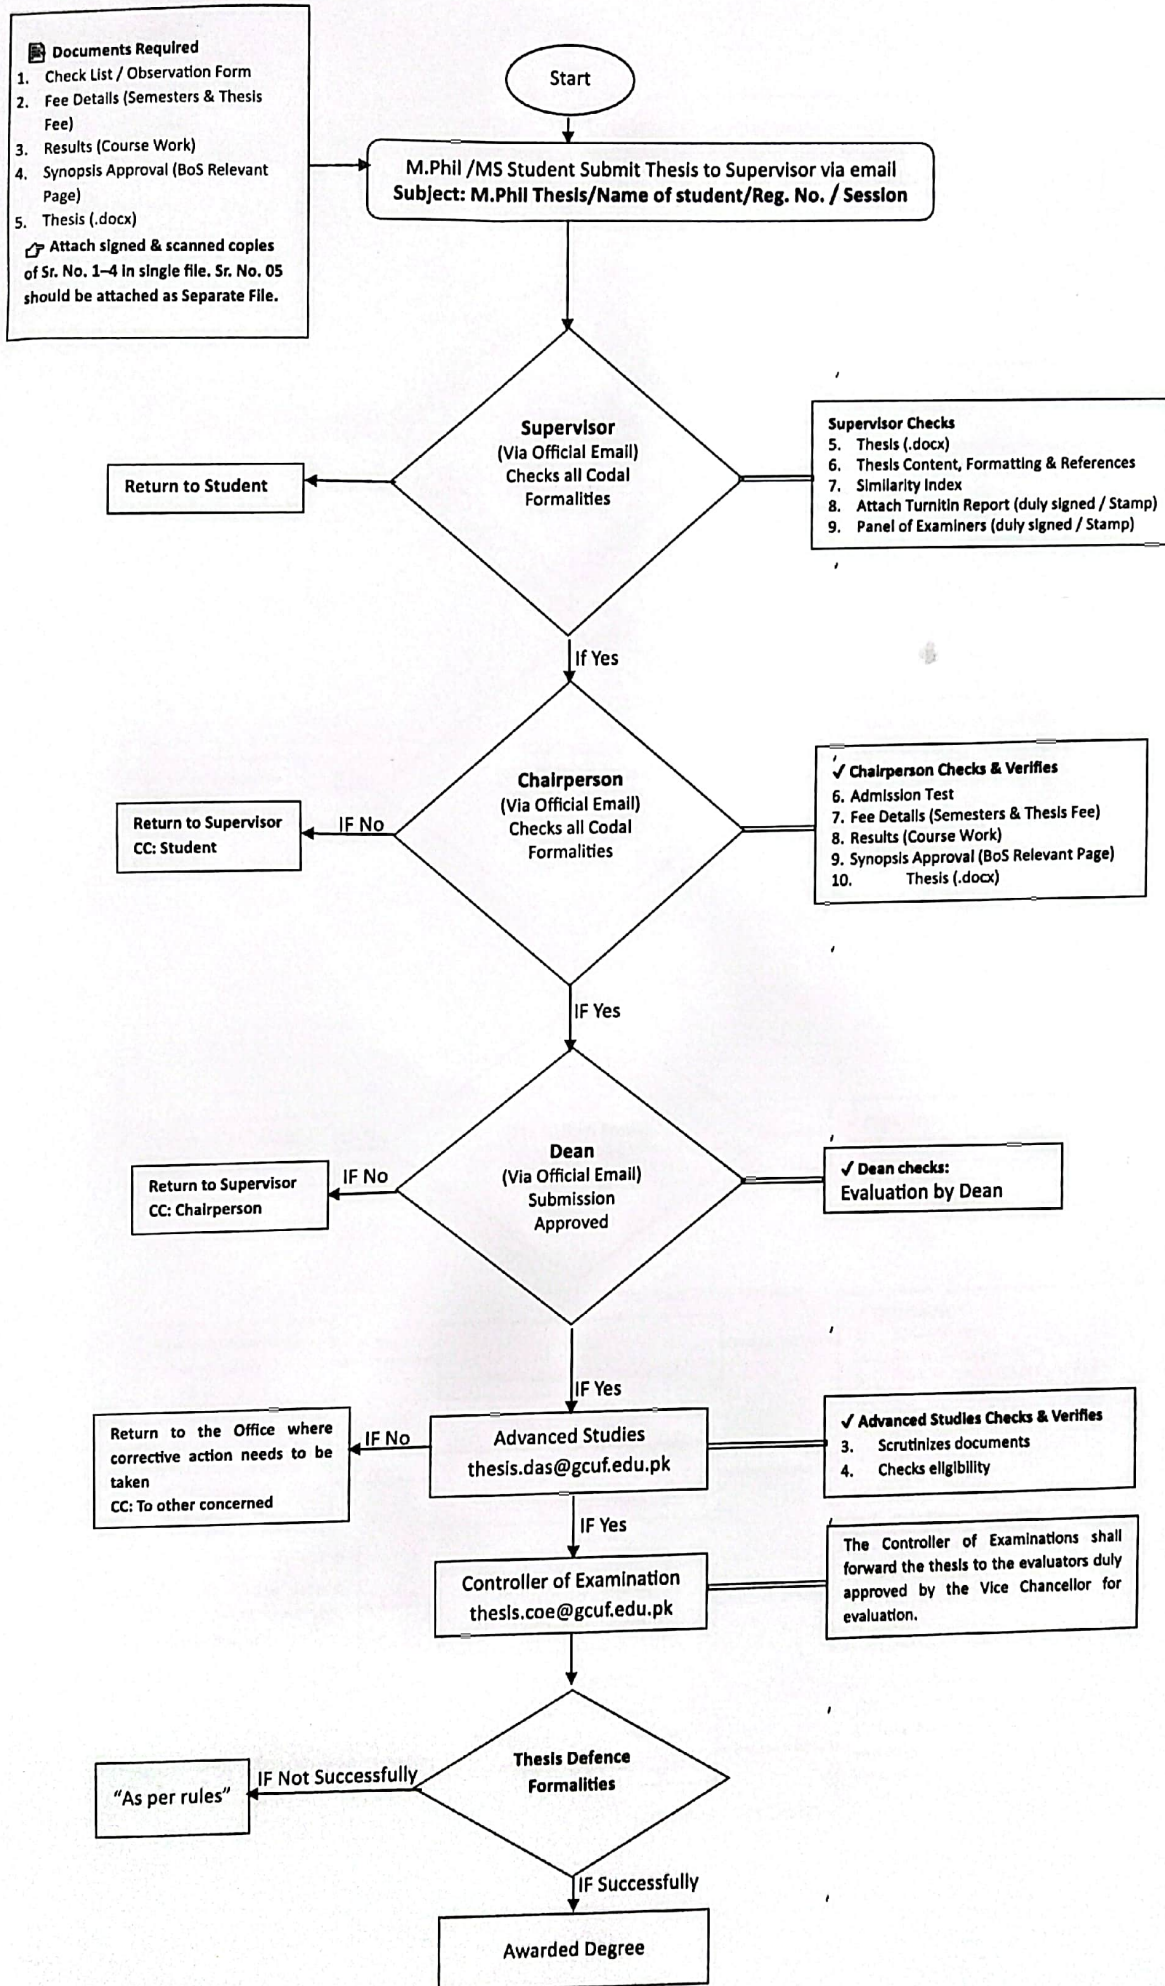 Documents Required
1. Check List / Observation Form
2. Fee Details (Semesters & Thesis
Fee)
3. Results (Course Work)
4. Synopsis Approval (BoS Relevant
Page)
5. Thesis (.docx)
Attach signed & scanned copies
of Sr. No. 1–4 in single file. Sr. No. 05
should be attached as Separate File.
Start
M.Phil /MS Student Submit Thesis to Supervisor via email
Subject: M.Phil Thesis/Name of student/Reg. No. / Session
Supervisor
(Via Official Email)
Checks all Codal
Formalities
Return to Student
Supervisor Checks
5. Thesis (.docx)
6. Thesis Content, Formatting & References
7. Similarity Index
8. Attach Turnitin Report (duly signed / Stamp)
9. Panel of Examiners (duly signed / Stamp)
If Yes
Chairperson
(Via Official Email)
Checks all Codal
Formalities
IF No
Return to Supervisor
CC: Student
✓ Chairperson Checks & Verifies
6. Admission Test
7. Fee Details (Semesters & Thesis Fee)
8. Results (Course Work)
9. Synopsis Approval (BoS Relevant Page)
10. Thesis (.docx)
IF Yes
Dean
(Via Official Email)
Submission
Approved
IF No
Return to Supervisor
CC: Chairperson
✓ Dean checks:
Evaluation by Dean
IF Yes
Advanced Studies
thesis.das@gcuf.edu.pk
IF No
Return to the Office where
corrective action needs to be
taken
CC: To other concerned
✓ Advanced Studies Checks & Verifies
3. Scrutinizes documents
4. Checks eligibility
IF Yes
Controller of Examination
thesis.coe@gcuf.edu.pk
The Controller of Examinations shall
forward the thesis to the evaluators duly
approved by the Vice Chancellor for
evaluation.
Thesis Defence
Formalities
IF Not Successfully
"As per rules"
IF Successfully
Awarded Degree